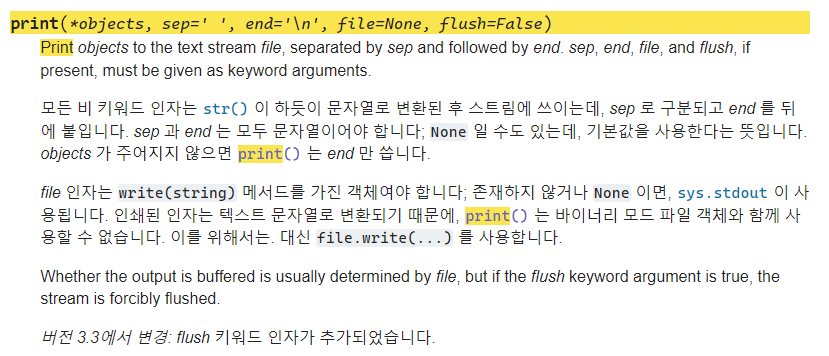 print(*objects, sep=' ', end='\n', file=None, flush=False)
Print objects to the text stream file, separated by sep and followed by end. sep, end, file, and flush, if
present, must be given as keyword arguments.
모든 비 키워드 인자는 str() 이 하듯이 문자열로 변환된 후 스트림에 쓰이는데, sep 로 구분되고 end 를 뒤
에 붙입니다. sep 과 end 는 모두 문자열이어야 합니다; None 일 수도 있는데, 기본값을 사용한다는 뜻입니다.
objects 가 주어지지 않으면 print() 는 end 만 씁니다.
file 인자는 write(string) 메서드를 가진 객체여야 합니다; 존재하지 않거나 None 이면, sys.stdout 이 사
용됩니다. 인쇄된 인자는 텍스트 문자열로 변환되기 때문에, print() 는 바이너리 모드 파일 객체와 함께 사
용할 수 없습니다. 이를 위해서는. 대신 file.write(...) 를 사용합니다.
Whether the output is buffered is usually determined by file, but if the flush keyword argument is true, the
stream is forcibly flushed.
버전 3.3에서 변경: flush 키워드 인자가 추가되었습니다.